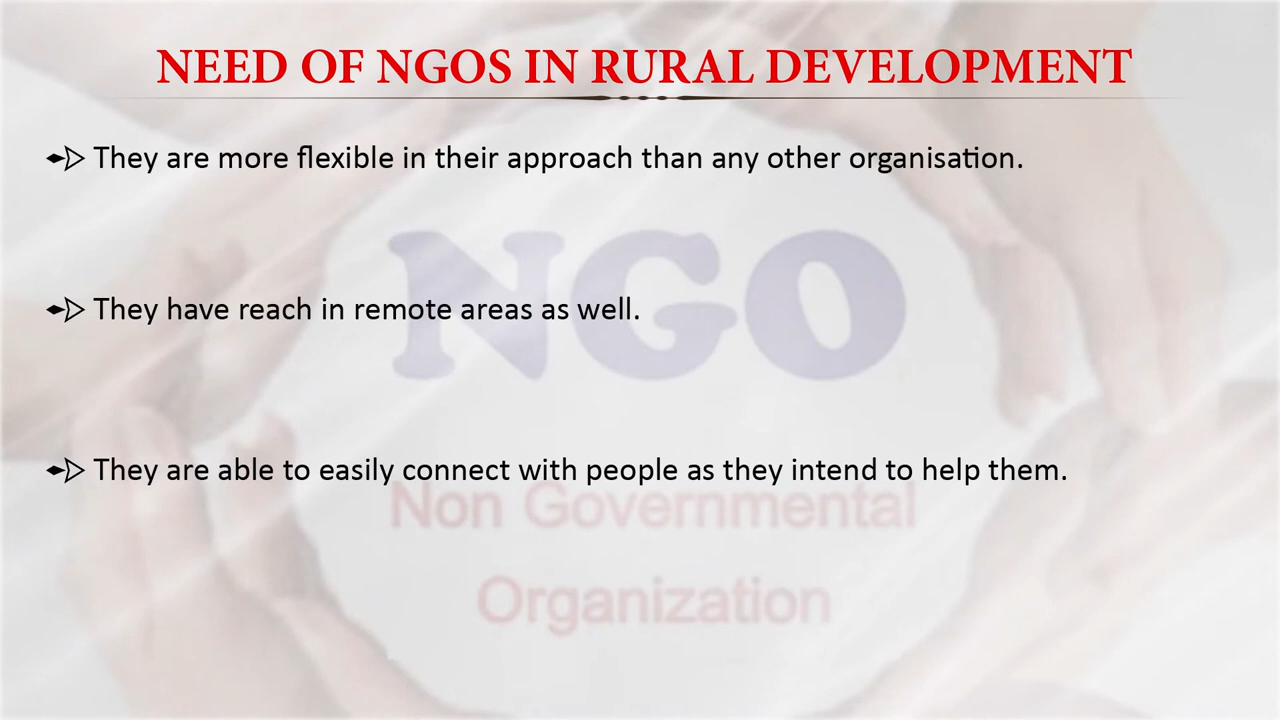 NEED OF NGOS IN RURAL DEVELOPMENT
They are more flexible in their approach than any other organisation.
NGO
They have reach in remote areas as well.
They are able to easily connect with people as they intend to help them.
Non Governmental
Organization